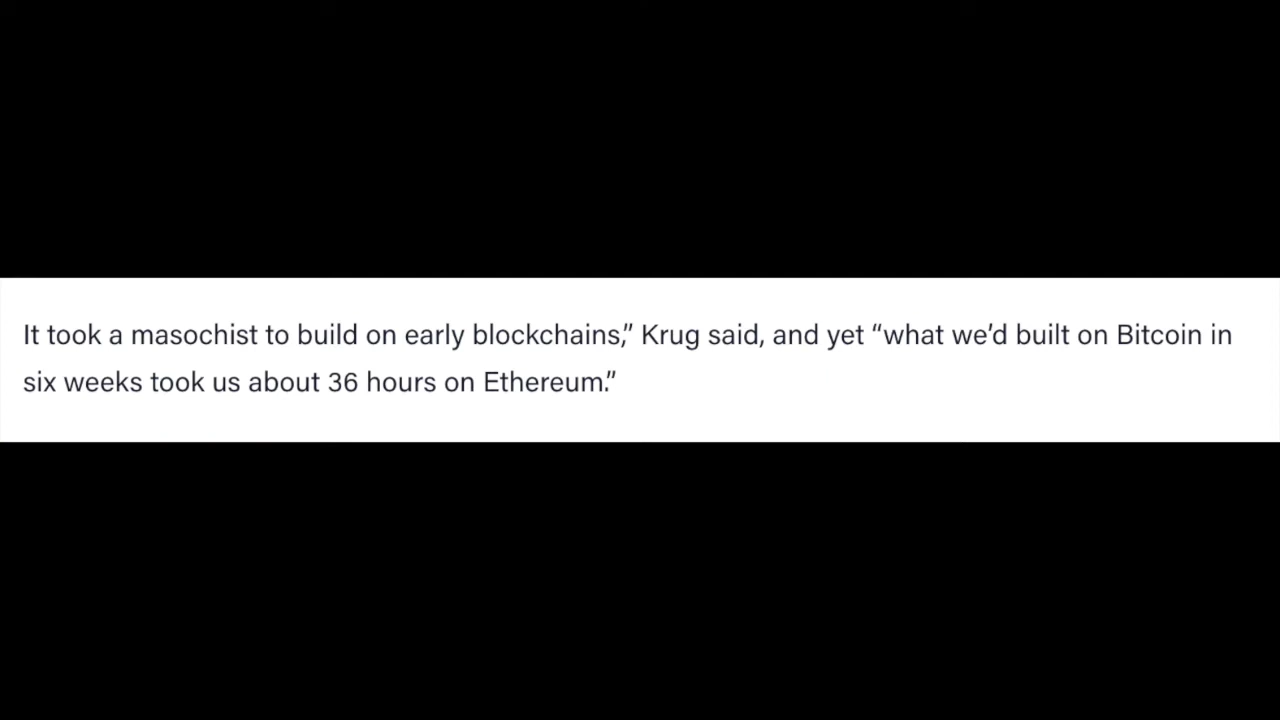 It took a masochist to build on early blockchains,” Krug said, and yet “what we’d built on Bitcoin in
six weeks took us about 36 hours on Ethereum.”